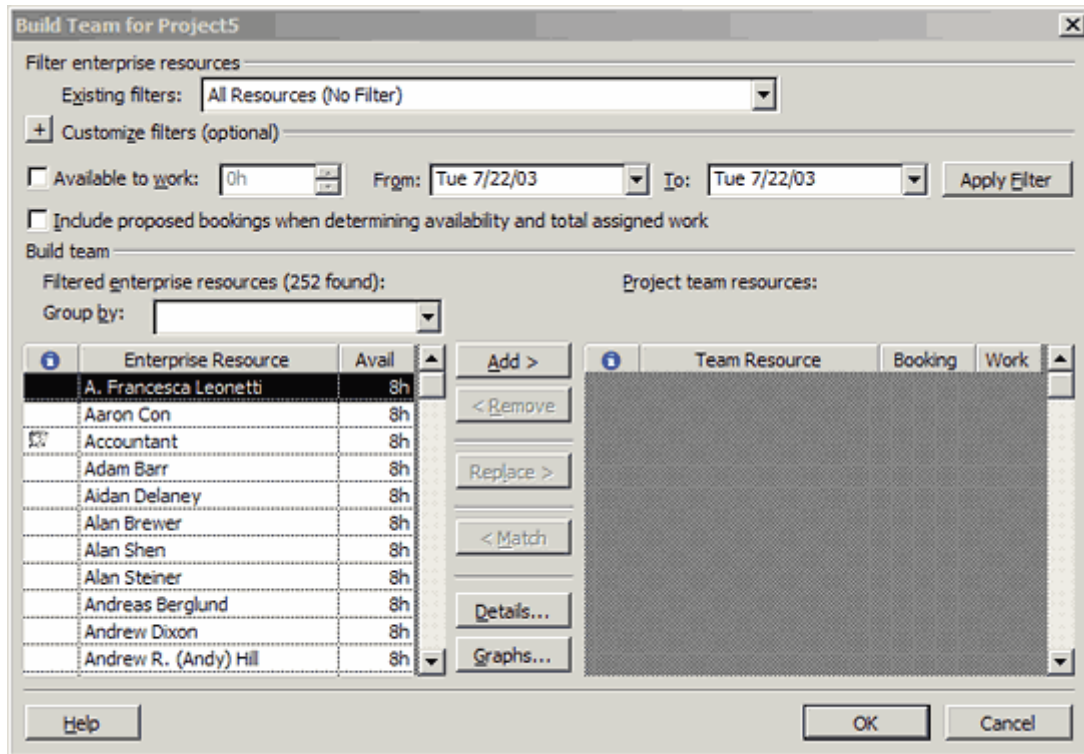 Build Team for Project5
Filter enterprise resources
Existing filters: All Resources (No Filter)
+ Customize filters (optional)
Available to work: 0h From: Tue 7/22/03 To: Tue 7/22/03 Apply Filter
Include proposed bookings when determining availability and total assigned work
Build team
Filtered enterprise resources (252 found): Project team resources:
Group by:
Enterprise Resource Avail Add > Team Resource Booking Work
A. Francesca Leonetti 8h
< Remove
Aaron Con 8h
Accountant 8h
Adam Barr 8h
Replace >
Aidan Delaney 8h
Alan Brewer 8h
< Match
Alan Shen 8h
Alan Steiner 8h
Andreas Berglund 8h
Details...
Andrew Dixon 8h
Andrew R. (Andy) Hill 8h
Graphs...
Help OK Cancel